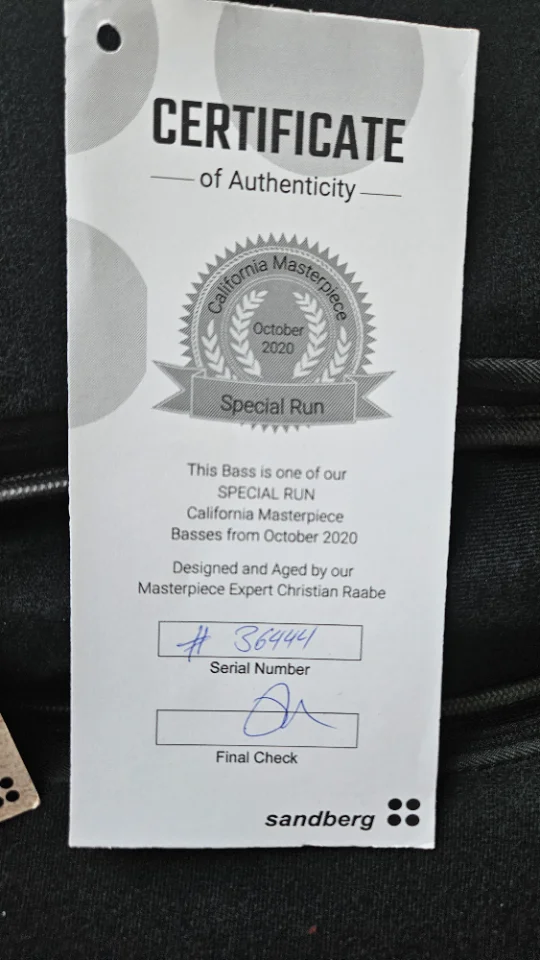 CERTIFICATE
of Authenticity
California Masterpiece
October
2020
Special Run
This Bass is one of our
SPECIAL RUN
California Masterpiece
Basses from October 2020
Designed and Aged by our
Masterpiece Expert Christian Raabe
# 36444
Serial Number
Final Check
sandberg